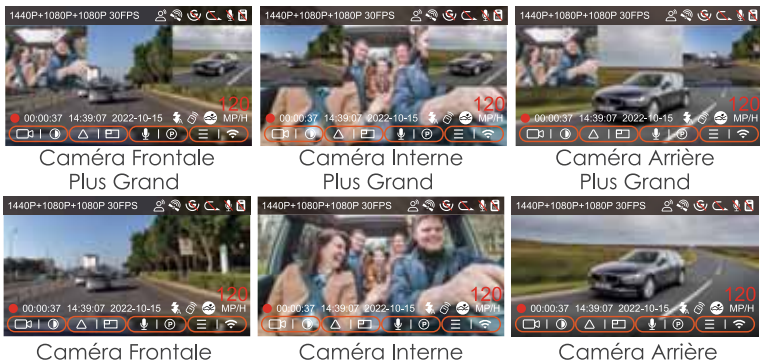 1440P+1080P+1080P 30FPS
120
00:00:37 14:39:07 2022-10-15 MP/H
P
Caméra Frontale
Plus Grand
1440P+1080P+1080P 30FPS
120
00:00:37 14:39:07 2022-10-15 MP/H
P
Caméra Interne
Plus Grand
1440P+1080P+1080P 30FPS
120
00:00:37 14:39:07 2022-10-15 MP/H
P
Caméra Arrière
Plus Grand
1440P+1080P+1080P 30FPS
120
00:00:37 14:39:07 2022-10-15 MP/H
P
Caméra Frontale
1440P+1080P+1080P 30FPS
120
00:00:37 14:39:07 2022-10-15 MP/H
P
Caméra Interne
1440P+1080P+1080P 30FPS
120
00:00:37 14:39:07 2022-10-15 MP/H
P
Caméra Arrière